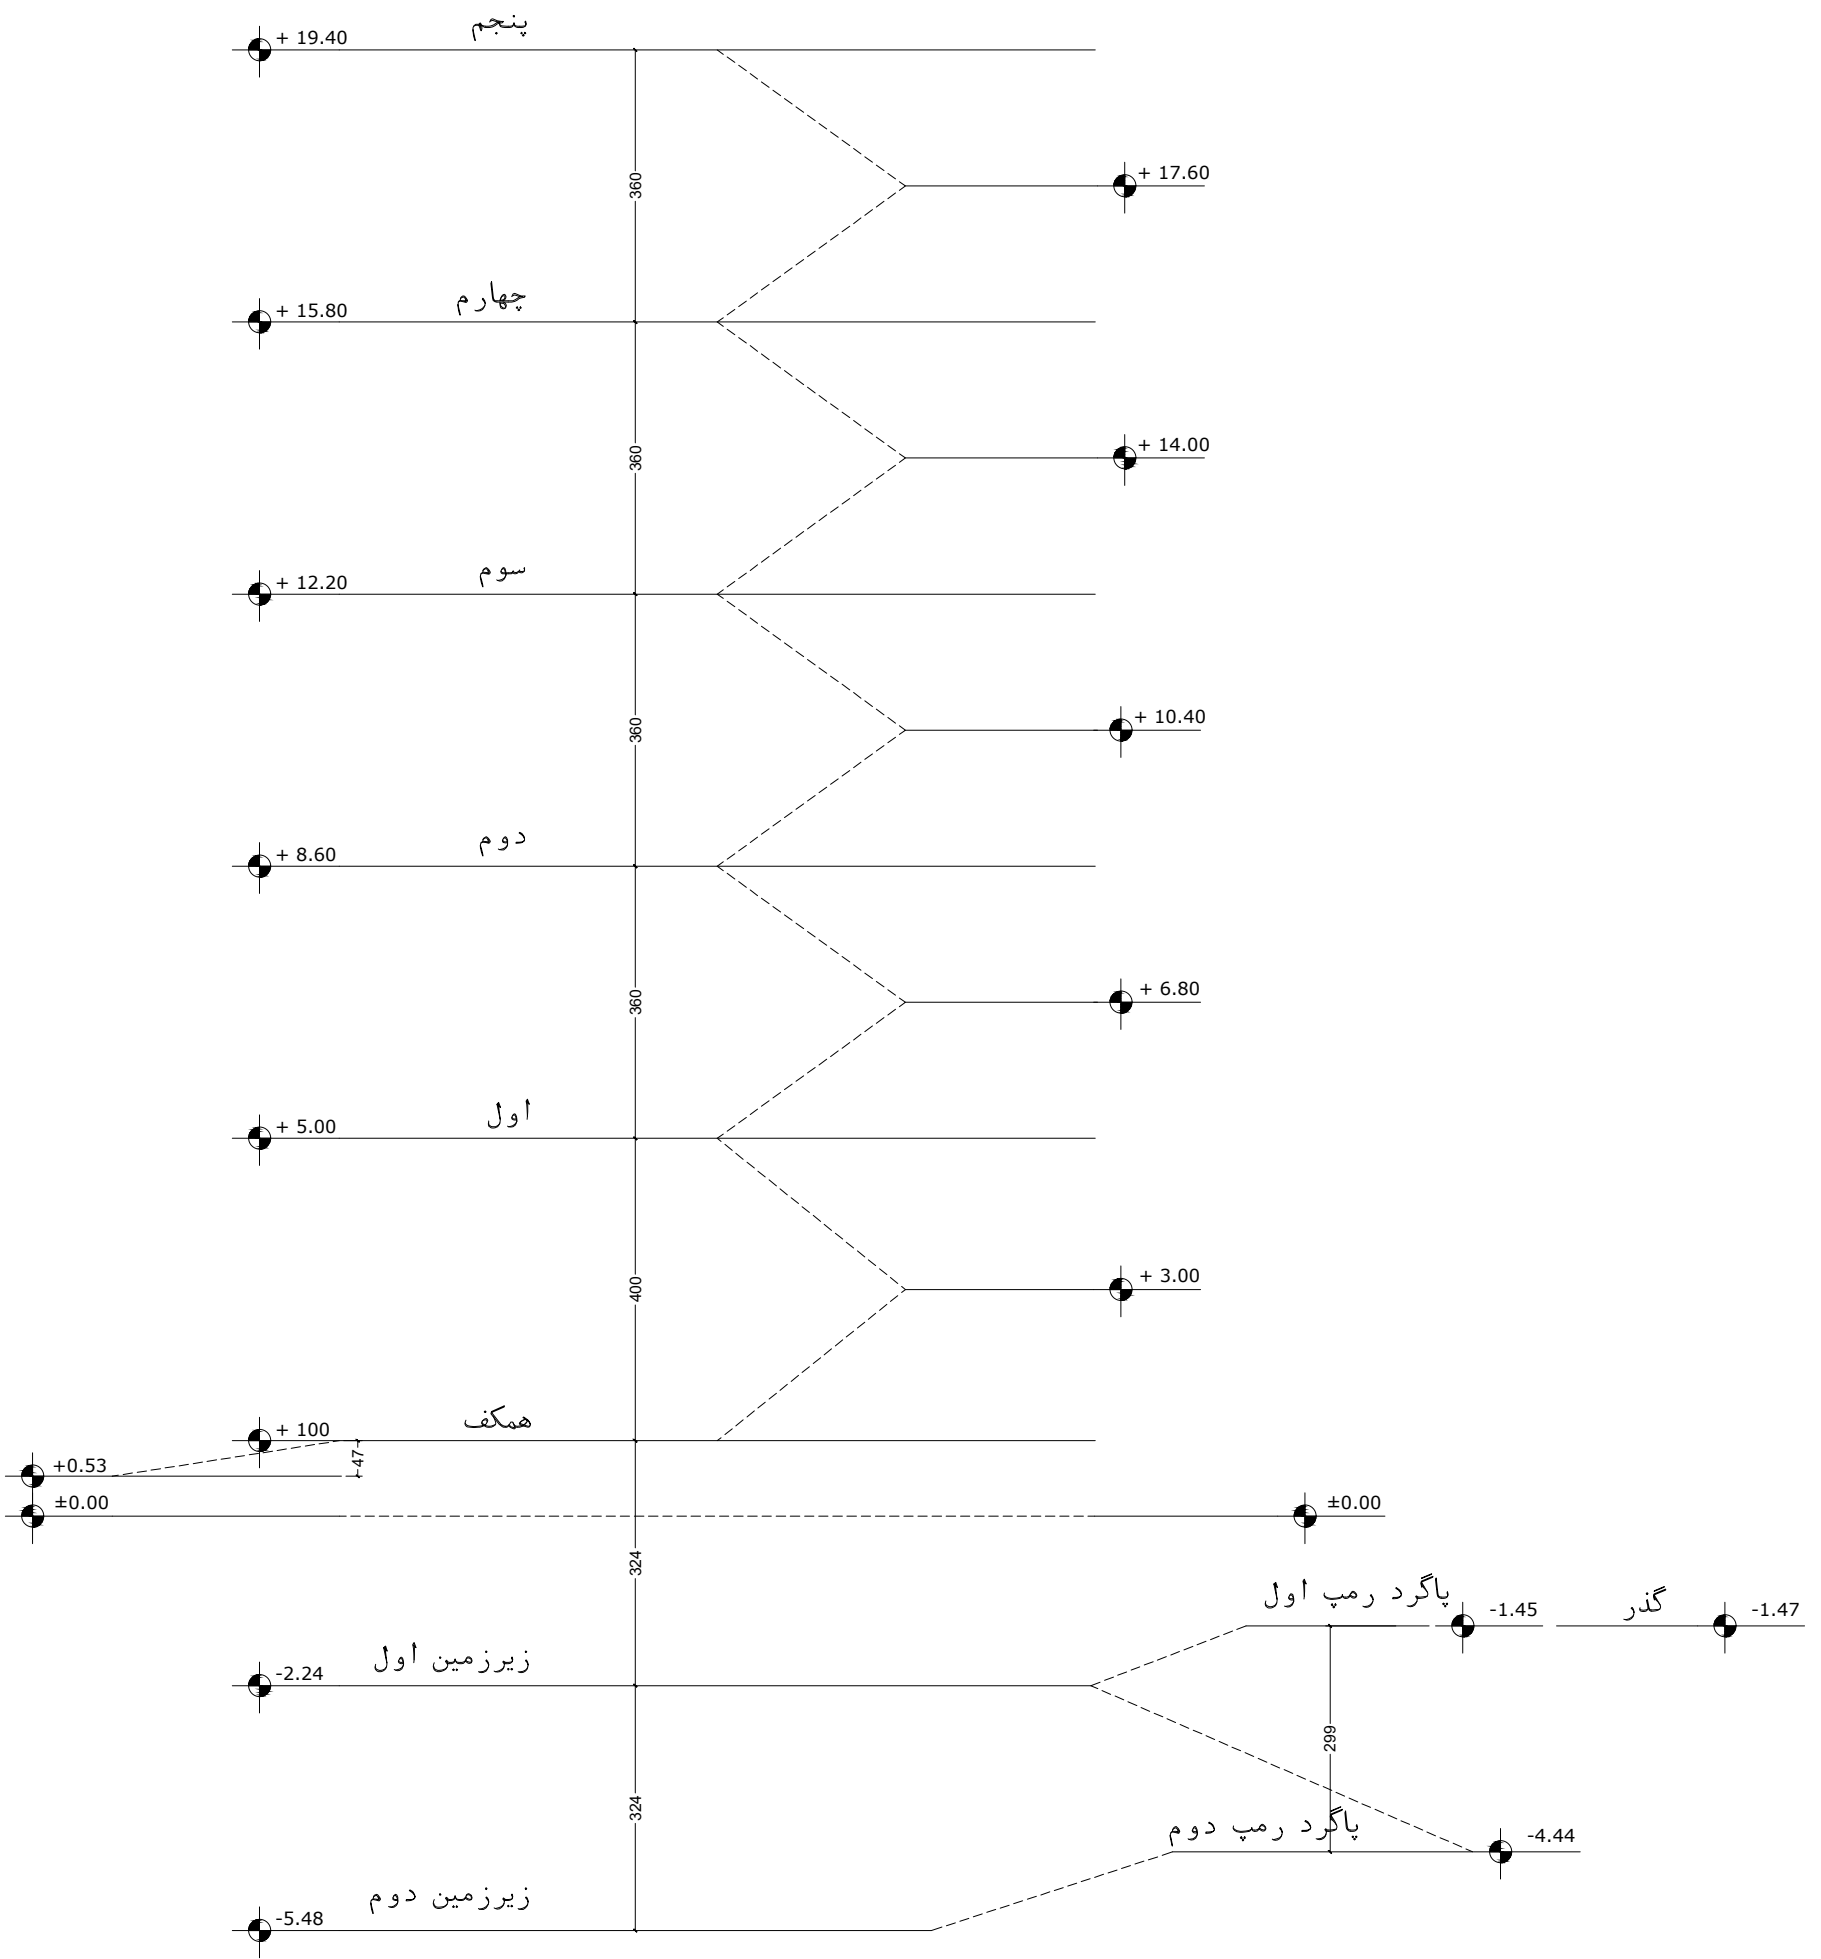 پنجم
+ 19.40
360
+ 17.60
چهارم
+ 15.80
360
+ 14.00
سوم
+ 12.20
360
+ 10.40
دوم
+ 8.60
360
+ 6.80
اول
+ 5.00
400
+ 3.00
همکف
+ 100
47
+0.53
±0.00
±0.00
324
پاگرد رمپ اول
-1.45
گذر
-1.47
زیرزمین اول
-2.24
299
324
پاگرد رمپ دوم
-4.44
زیرزمین دوم
-5.48